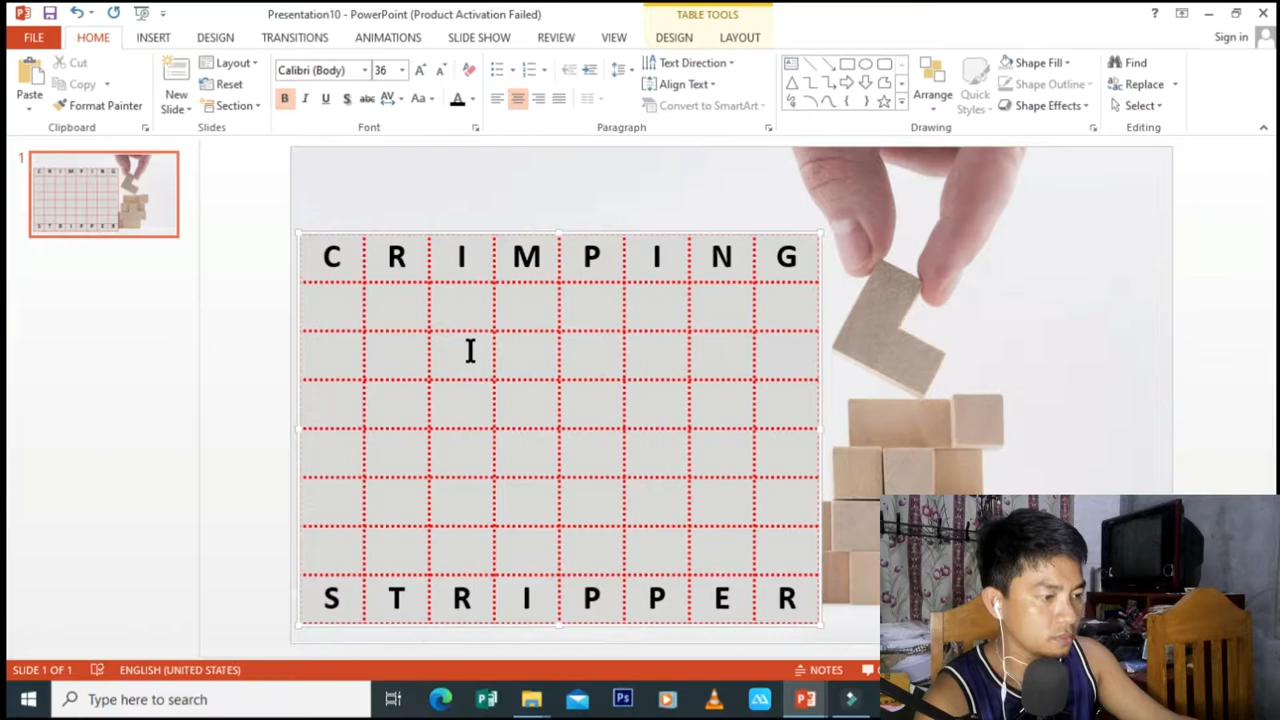 Presentation10 - PowerPoint (Product Activation Failed)
TABLE TOOLS
Sign in
FILE
HOME
INSERT
DESIGN
TRANSITIONS
ANIMATIONS
SLIDE SHOW
REVIEW
VIEW
DESIGN
LAYOUT
Paste
Cut
Copy
Format Painter
Clipboard
New
Slide
Layout
Reset
Section
Slides
Calibri (Body)
36
B I U S abc AV Aa A
Font
Text Direction
Align Text
Convert to SmartArt
Paragraph
Arrange
Quick
Styles
Shape Fill
Shape Outline
Shape Effects
Drawing
Find
Replace
Select
Editing
1
C R I M P I N G
S T R I P P E R
SLIDE 1 OF 1
ENGLISH (UNITED STATES)
NOTES
Type here to search
Ps